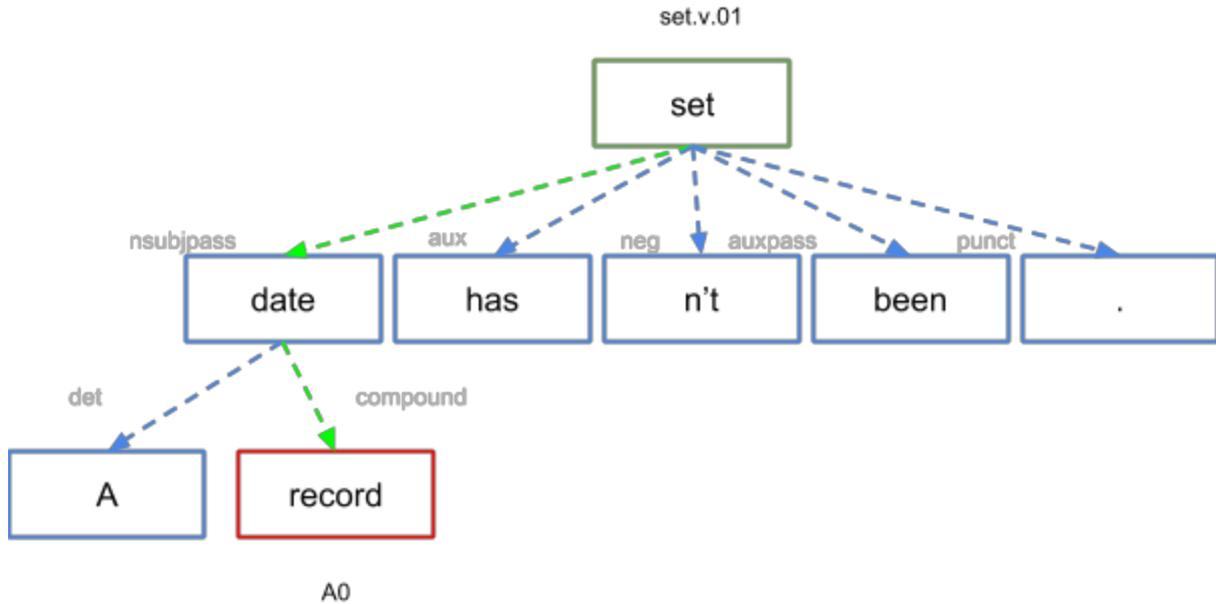 set.v.01
set
nsubjpass
aux
neg
auxpass
punct
date
has
n’t
been
.
det
compound
A
record
A0